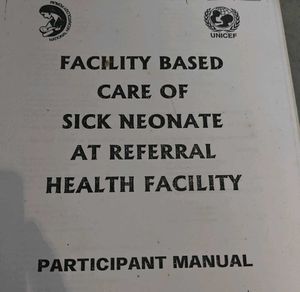 UNICEF
FACILITY BASED
CARE OF
SICK NEONATE
AT REFERRAL
HEALTH FACILITY
PARTICIPANT MANUAL